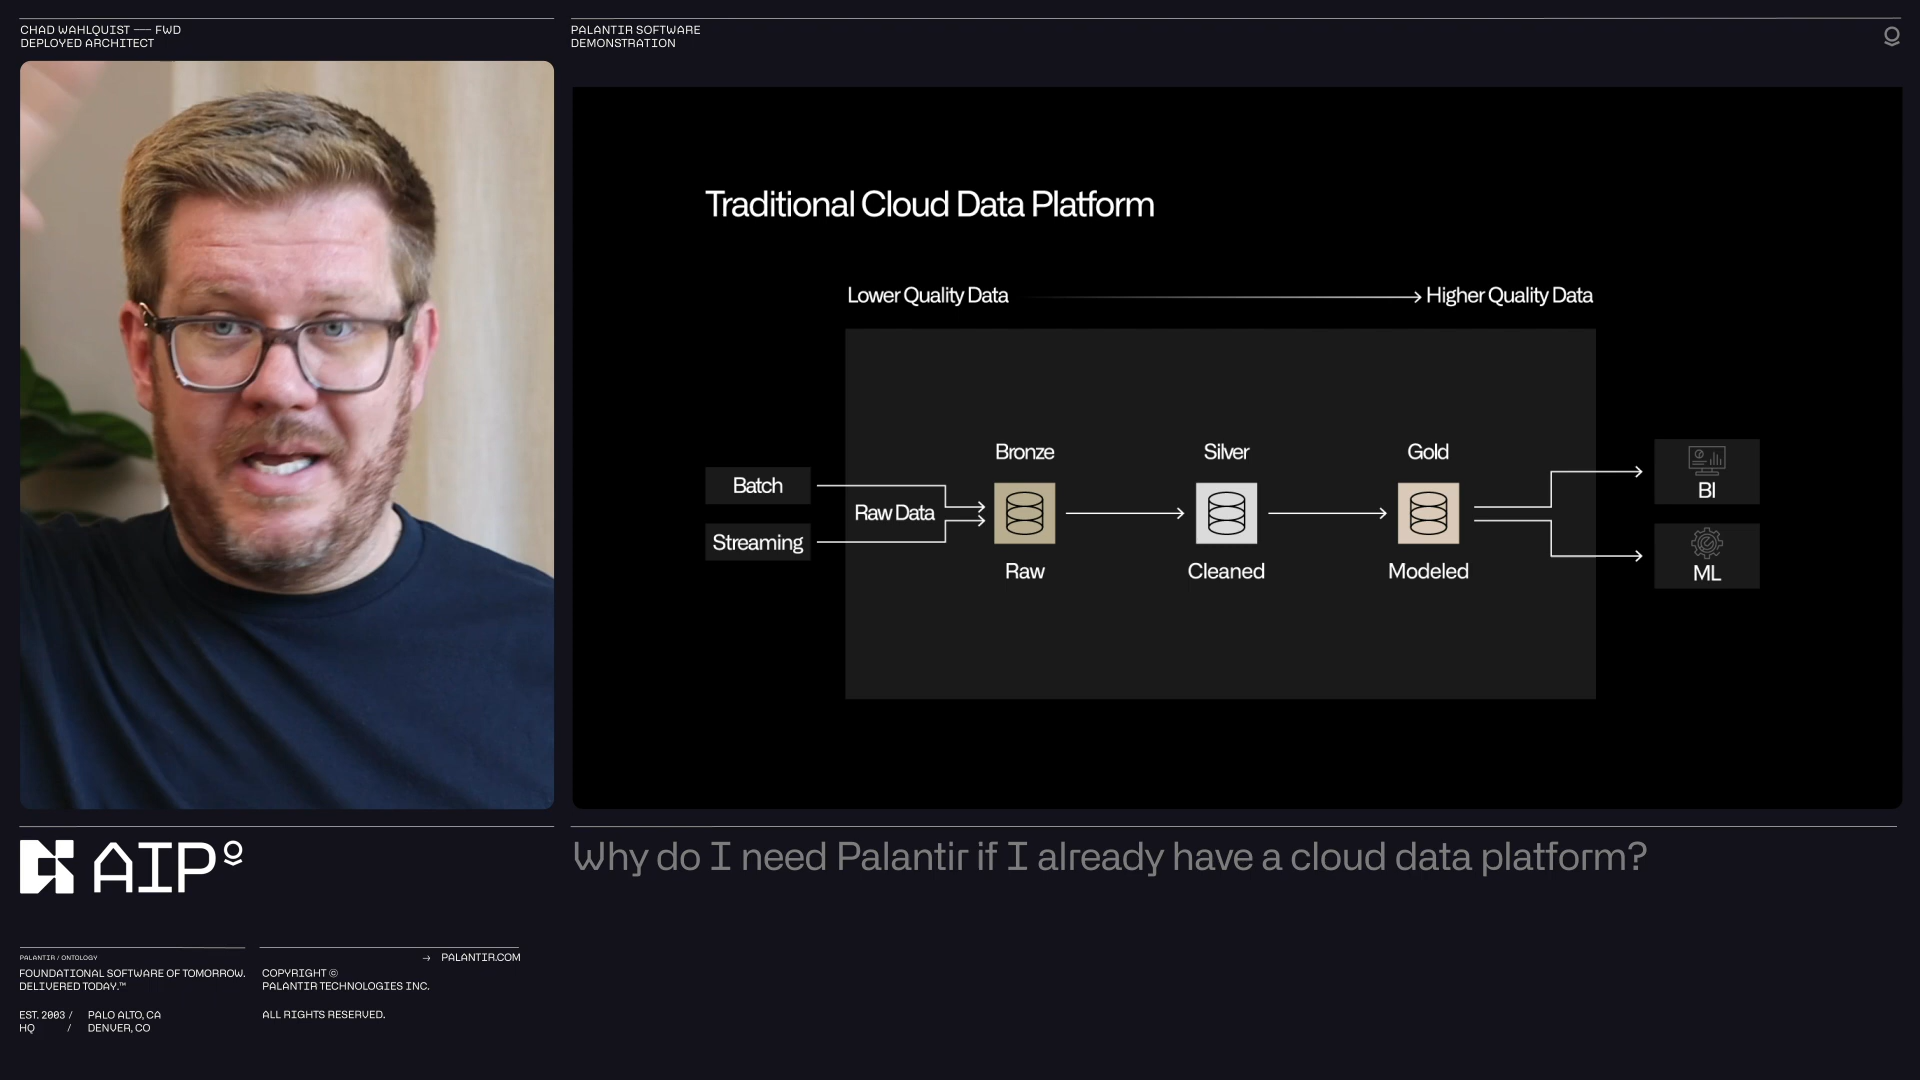 CHAD WAHLQUIST — FWD
DEPLOYED ARCHITECT
PALANTIR SOFTWARE
DEMONSTRATION
Traditional Cloud Data Platform
Lower Quality Data
Higher Quality Data
Batch
Streaming
Raw Data
Bronze
Raw
Silver
Cleaned
Gold
Modeled
BI
ML
AIP
Why do I need Palantir if I already have a cloud data platform?
PALANTIR / ONTOLOGY
FOUNDATIONAL SOFTWARE OF TOMORROW.
DELIVERED TODAY.™
EST. 2003 / PALO ALTO, CA
HQ / DENVER, CO
→ PALANTIR.COM
COPYRIGHT ©
PALANTIR TECHNOLOGIES INC.
ALL RIGHTS RESERVED.